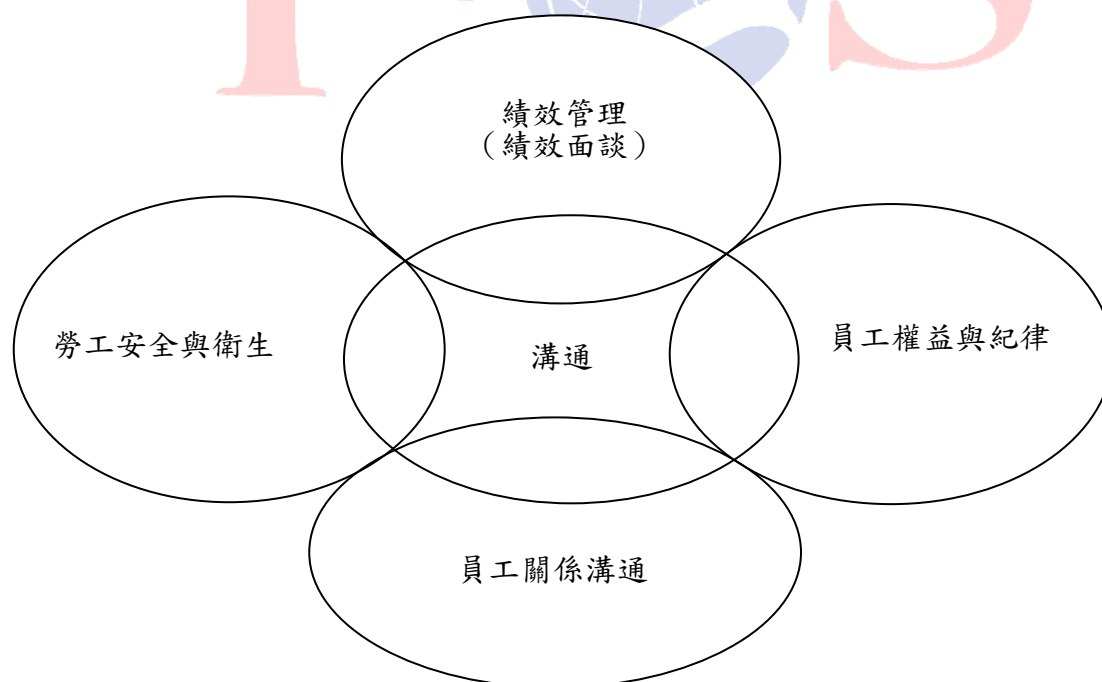 績效管理
（績效面談）
勞工安全與衛生
溝通
員工權益與紀律
員工關係溝通